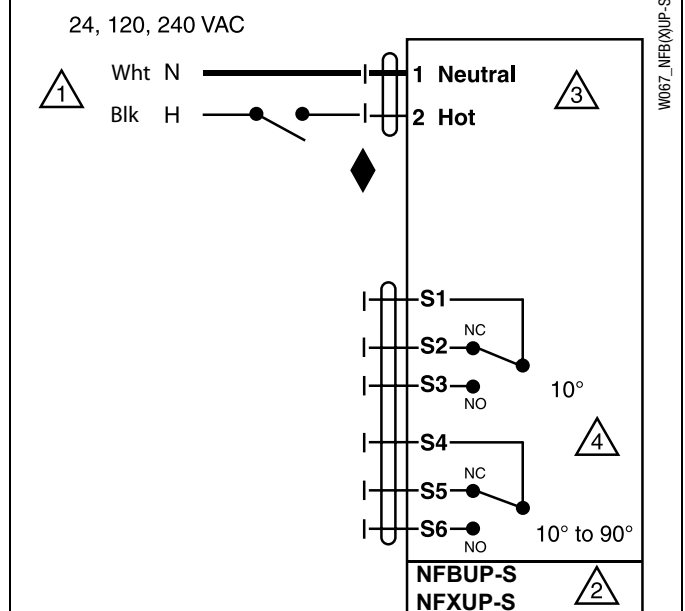 24, 120, 240 VAC
W067_NFB(X)UP-S
1 Wht N 1 Neutral 3
Blk H 2 Hot
S1
NC
S2
S3 10°
NO
S4 4
NC
S5
S6 10° to 90°
NO
NFBUP-S 2
NFXUP-S